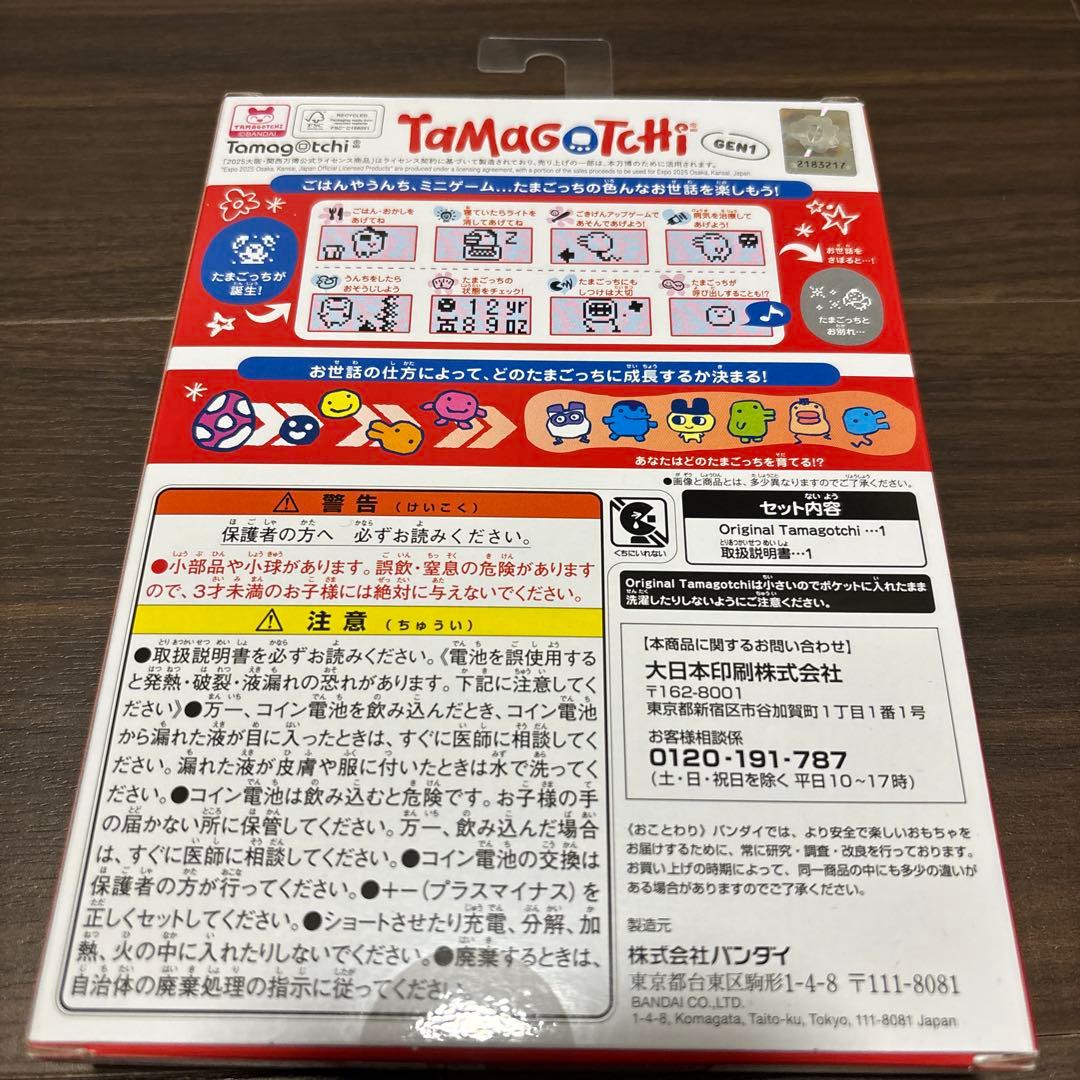 TAMAGOTCHI
©BANDAI
RECYCLED
FSC
Tamagotchi
TaMaGoTCHi
GEN1
2183217
「2025大阪・関西万博公式ライセンス商品」はライセンス契約に基づいて製造されており、売り上げの一部は、本万博のために活用されます。
"Expo 2025 Osaka, Kansai, Japan Official Licensed Products" are produced under a licensing agreement, with a portion of the sales proceeds to be used for Expo 2025 Osaka, Kansai, Japan.
ごはんやうんち、ミニゲーム…たまごっちの色んなお世話を楽しもう!
ごはん・おかしを
あげてね
寝ていたらライトを
消してあげてね
ごきげんアップゲームで
あそんであげよう!
病気を治療して
あげよう!
たまごっちが
誕生!
お世話を
さぼると…!
うんちをしたら
おそうじしよう
たまごっちの
状態をチェック!
12yr
89oz
たまごっちにも
しつけは大切
たまごっちが
呼び出しすることも!?
たまごっちと
お別れ…
お世話の仕方によって、どのたまごっちに成長するか決まる!
あなたはどのたまごっちを育てる!?
●画像と商品とは、多少異なりますのでご了承ください。
警告(けいこく)
保護者の方へ 必ずお読みください。
●小部品や小球があります。誤飲・窒息の危険があります
ので、3才未満のお子様には絶対に与えないでください。
注意(ちゅうい)
●取扱説明書を必ずお読みください。《電池を誤使用する
と発熱・破裂・液漏れの恐れがあります。下記に注意してく
ださい》●万一、コイン電池を飲み込んだとき、コイン電池
から漏れた液が目に入ったときは、すぐに医師に相談してく
ださい。漏れた液が皮膚や服に付いたときは水で洗ってく
ださい。●コイン電池は飲み込むと危険です。お子様の手
の届かない所に保管してください。万一、飲み込んだ場合
は、すぐに医師に相談してください。●コイン電池の交換は
保護者の方が行ってください。●+-(プラスマイナス)を
正しくセットしてください。●ショートさせたり充電、分解、加
熱、火の中に入れたりしないでください。●廃棄するときは、
自治体の廃棄処理の指示に従ってください。
くちにいれない
セット内容
Original Tamagotchi …1
取扱説明書…1
Original Tamagotchiは小さいのでポケットに入れたまま
洗濯したりしないようにご注意ください。
【本商品に関するお問い合わせ】
大日本印刷株式会社
〒162-8001
東京都新宿区市谷加賀町1丁目1番1号
お客様相談係
0120-191-787
(土・日・祝日を除く 平日10~17時)
《おことわり》バンダイでは、より安全で楽しいおもちゃを
お届けするために、常に研究・調査・改良を行っております。
お買い上げの時期によって、同一商品の中にも多少の違いが
ある場合がありますのでご了承ください。
製造元
株式会社バンダイ
東京都台東区駒形1-4-8 〒111-8081
BANDAI CO.,LTD.
1-4-8, Komagata, Taito-ku, Tokyo, 111-8081 Japan